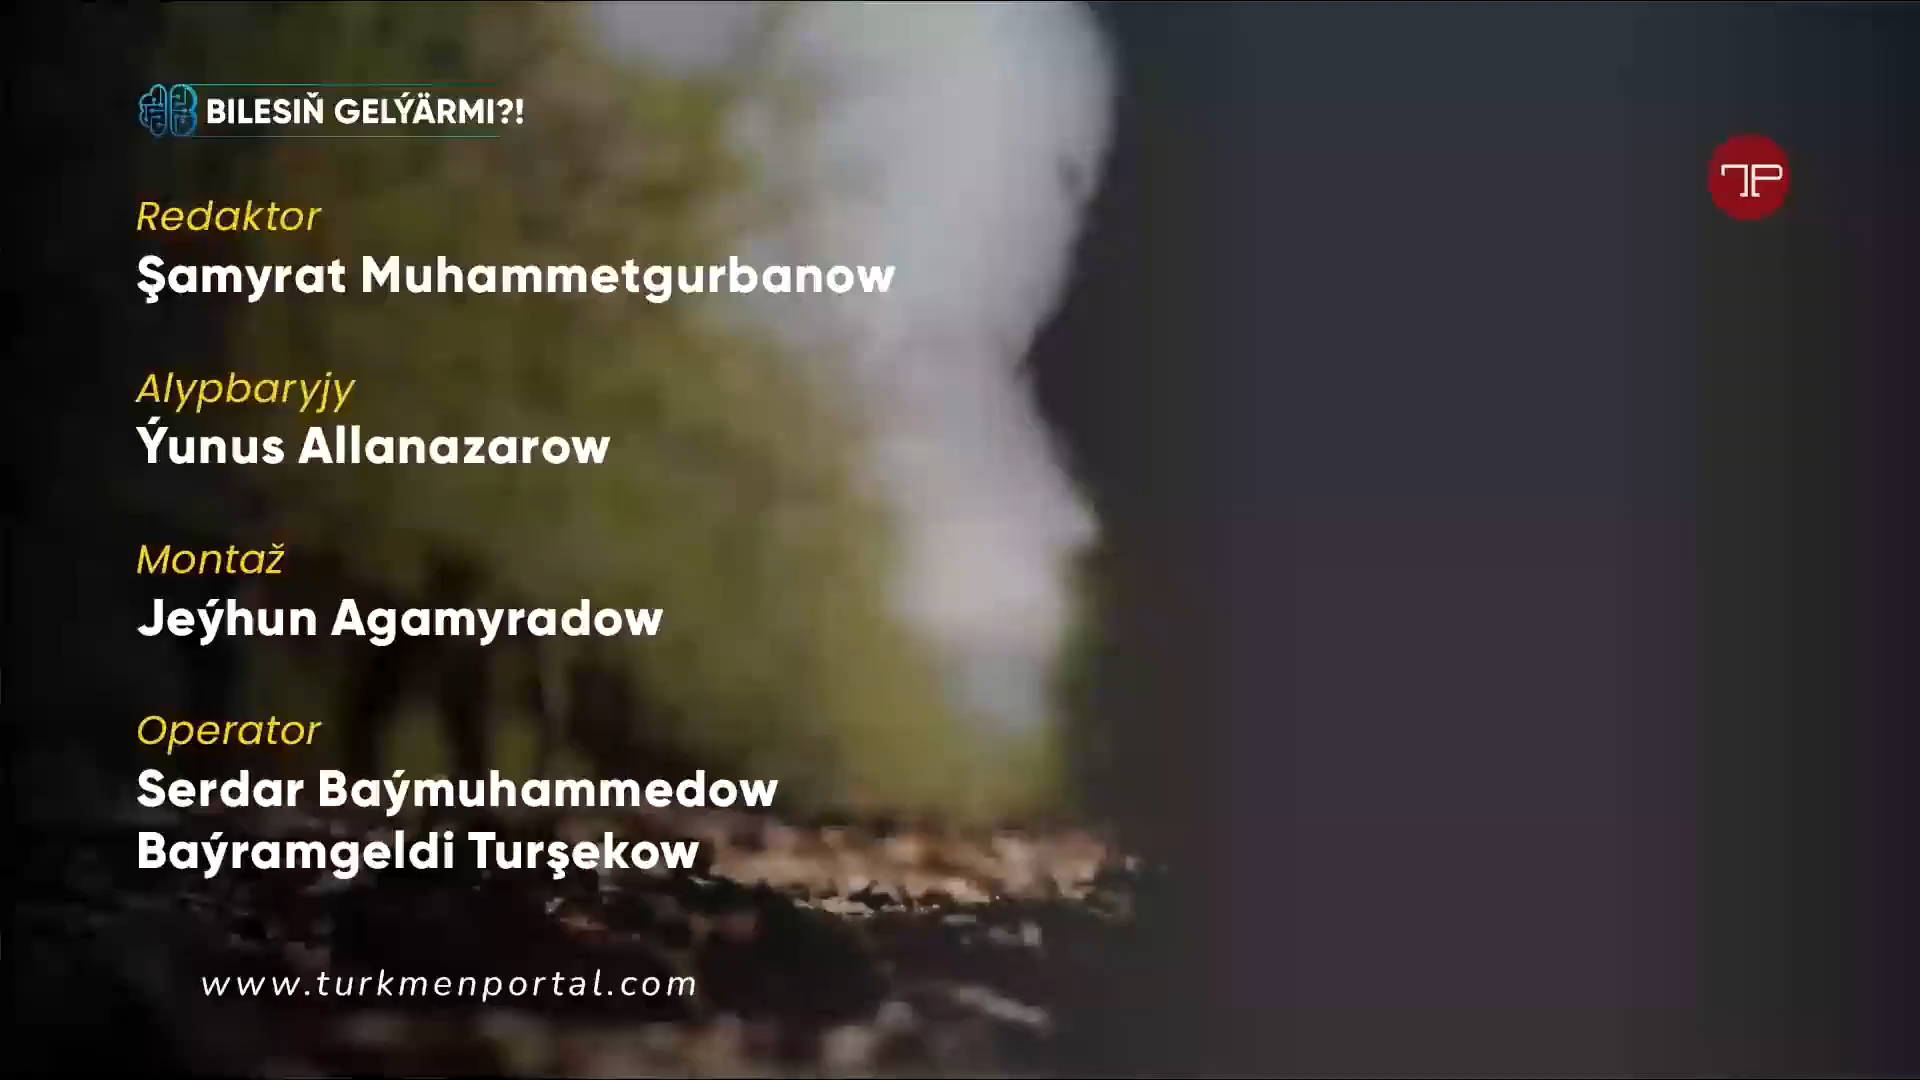 BILESIŇ GELÝÄRMI?!
TP
Redaktor
Şamyrat Muhammetgurbanow
Alypbaryjy
Ýunus Allanazarow
Montaž
Jeýhun Agamyradow
Operator
Serdar Baýmuhammedow
Baýramgeldi Turşekow
www.turkmenportal.com